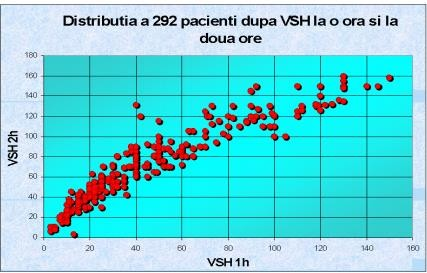 Distributia a 292 pacienti dupa VSH la o ora si la
doua ore
180
160
140
120
100
80
60
40
20
0
VSH 2h
0 20 40 60 80 100 120 140 160
VSH 1h